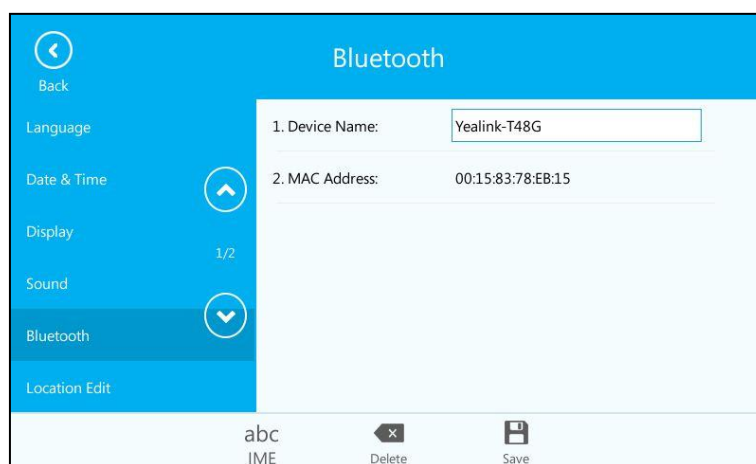 Bluetooth
Back
Language
Date & Time
Display
1/2
Sound
Bluetooth
Location Edit
1. Device Name: Yealink-T48G
2. MAC Address: 00:15:83:78:EB:15
abc
IME
Delete
Save